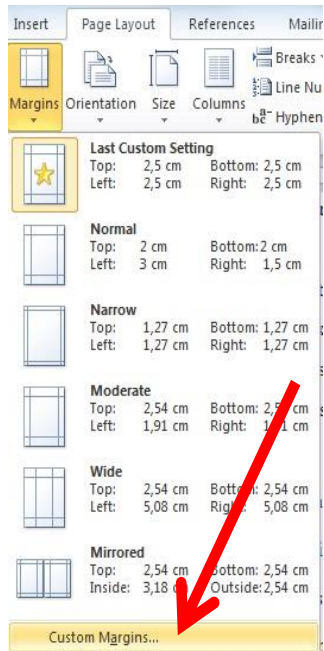 Insert Page Layout References Mailin
Breaks
Line Nu
Margins Orientation Size Columns
Hyphen
Last Custom Setting
Top: 2,5 cm Bottom: 2,5 cm
Left: 2,5 cm Right: 2,5 cm
Normal
Top: 2 cm Bottom: 2 cm
Left: 3 cm Right: 1,5 cm
Narrow
Top: 1,27 cm Bottom: 1,27 cm
Left: 1,27 cm Right: 1,27 cm
Moderate
Top: 2,54 cm Bottom: cm
Left: 1,91 cm Right: cm
Wide
Top: 2,54 cm Bottom: 2,54 cm
Left: 5,08 cm Right: 5,08 cm
Mirrored
Top: 2,54 cm Bottom: 2,54 cm
Inside: 3,18 Outside: 2,54 cm
Custom Margins...